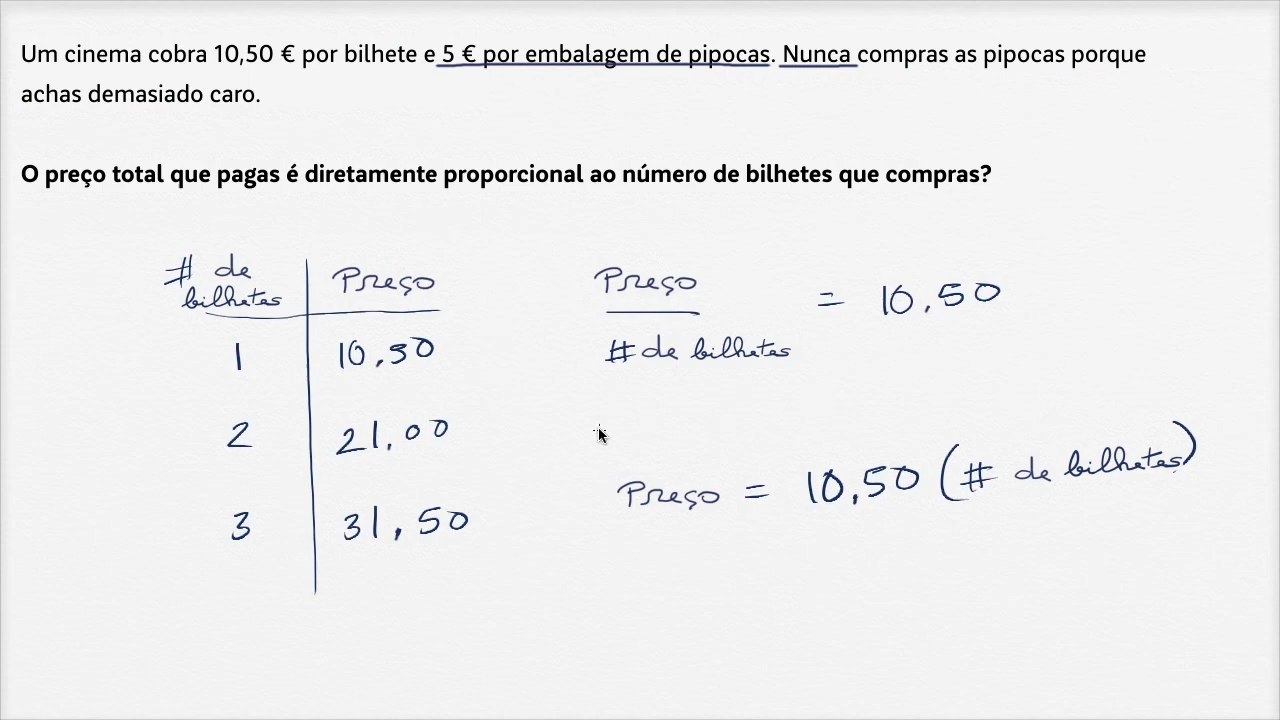 Um cinema cobra 10,50 € por bilhete e 5 € por embalagem de pipocas. Nunca compras as pipocas porque
achas demasiado caro.
O preço total que pagas é diretamente proporcional ao número de bilhetes que compras?
# de
bilhetes
Preço
1
10,50
2
21,00
3
31,50
Preço
# de bilhetes
= 10,50
Preço = 10,50 (# de bilhetes)